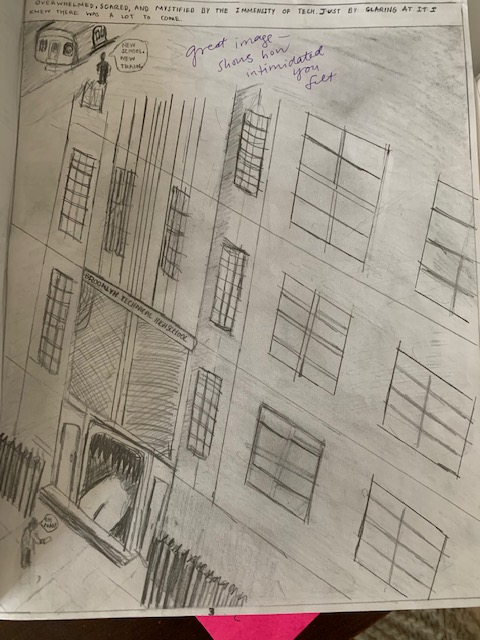 OVERWHELMED, SCARED, AND MYSTIFIED BY THE IMMENSITY OF TECH. JUST BY GLARING AT IT I
KNEW THERE WAS A LOT TO COME.
great image —
shows how
intimidated
you
felt
NEW
SCHOOL,
NEW
TRAIN.
BROOKLYN TECHNICAL HIGH SCHOOL
3